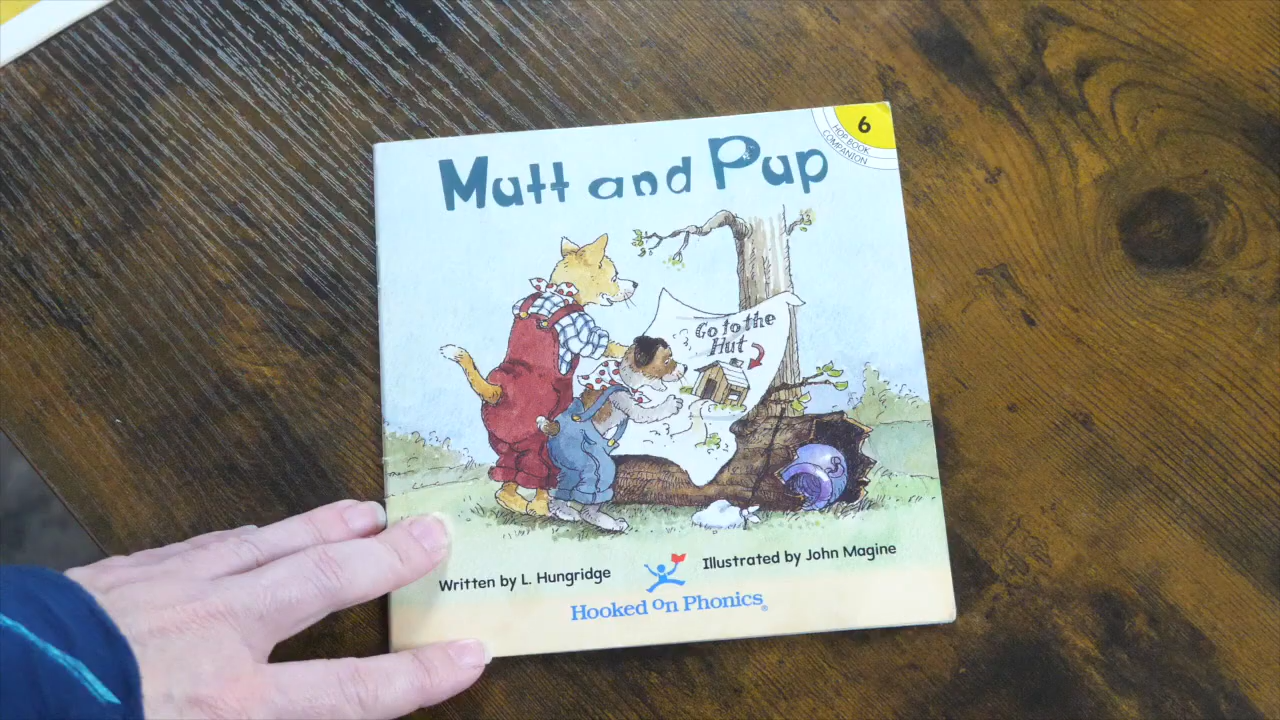 6
HOP BOOK
COMPANION
Mutt and Pup
Go to the
Hut
Written by L. Hungridge
Illustrated by John Magine
Hooked on Phonics®